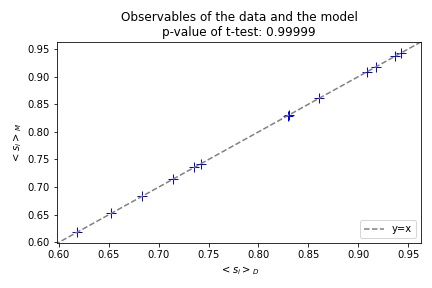 Observables of the data and the model
p-value of t-test: 0.99999
0.95
0.90
0.85
0.80
0.75
0.70
0.65
0.60
< s_i >_M
y=x
0.60 0.65 0.70 0.75 0.80 0.85 0.90 0.95
< s_i >_D